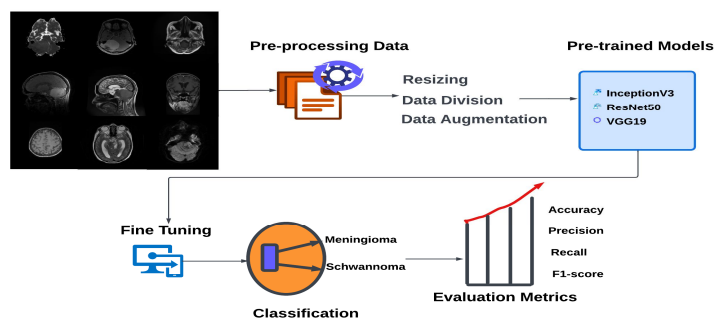 Pre-processing Data
Pre-trained Models
Resizing
Data Division
Data Augmentation
InceptionV3
ResNet50
VGG19
Fine Tuning
Meningioma
Schwannoma
Classification
Accuracy
Precision
Recall
F1-score
Evaluation Metrics